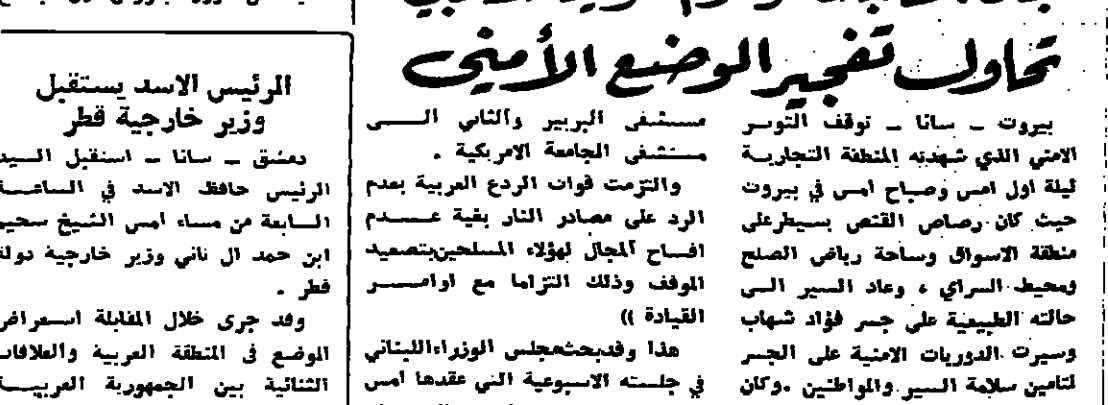 تحاول تفجير الوضع الأمني
بيروت ـ سانا ـ توقف التوتر
الامني الذي شهدته المنطقة التجارية
ليلة اول امس وصباح امس في بيروت
حيث كان رصاص القنص يسيطر على
منطقة الاسواق وساحة رياض الصلح
ومحيط السراي ، وعاد السير الى
حالته الطبيعية على جسر فؤاد شهاب
وسيرت الدوريات الامنية على الجسر
لتامين سلامة السير والمواطنين .وكان
مستشفى البربير والثاني الى
مستشفى الجامعة الامريكية .
والتزمت قوات الردع العربية بعدم
الرد على مصادر النار بغية عدم
افساح المجال لهؤلاء المسلحين بتصعيد
الموقف وذلك التزاما مع اوامر
القيادة ))
هذا وقد بحث مجلس الوزراء اللبناني
في جلسته الاسبوعية التي عقدها امس
الرئيس الاسد يستقبل
وزير خارجية قطر
دمشق ـ سانا ـ استقبل السيد
الرئيس حافظ الاسد في الساعة
السابعة من مساء امس الشيخ سحيم
ابن حمد ال ثاني وزير خارجية دولة
قطر .
وقد جرى خلال المقابلة استعراض
الوضع في المنطقة العربية والعلاقات
الثنائية بين الجمهورية العربية